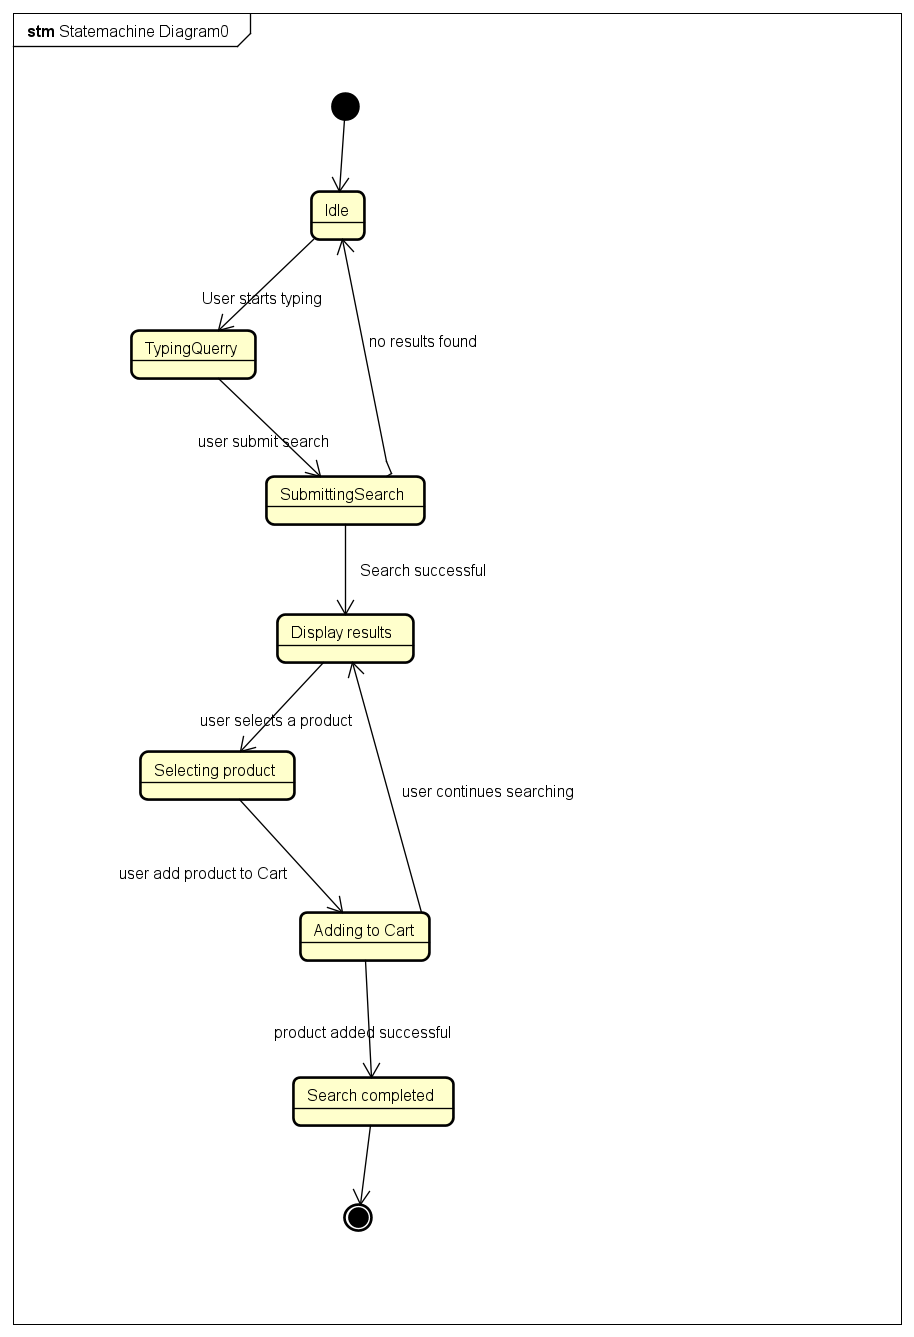 stm Statemachine Diagram0
Idle
User starts typing
TypingQuerry
no results found
user submit search
SubmittingSearch
Search successful
Display results
user selects a product
Selecting product
user continues searching
user add product to Cart
Adding to Cart
product added successful
Search completed